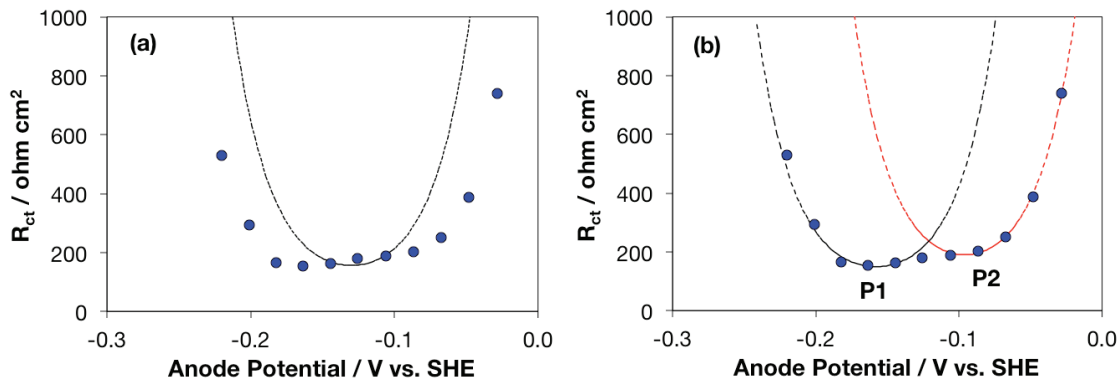 (a)
R_ct / ohm cm²
1000
800
600
400
200
0
-0.3
-0.2
-0.1
0.0
Anode Potential / V vs. SHE
(b)
R_ct / ohm cm²
1000
800
600
400
200
0
P1
P2
-0.3
-0.2
-0.1
0.0
Anode Potential / V vs. SHE